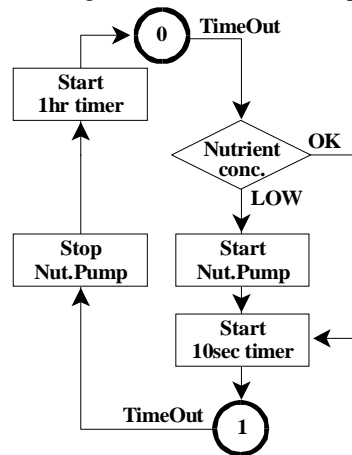 0
TimeOut
Start
1hr timer
Nutrient
conc.
OK
LOW
Stop
Nut.Pump
Start
Nut.Pump
Start
10sec timer
TimeOut
1